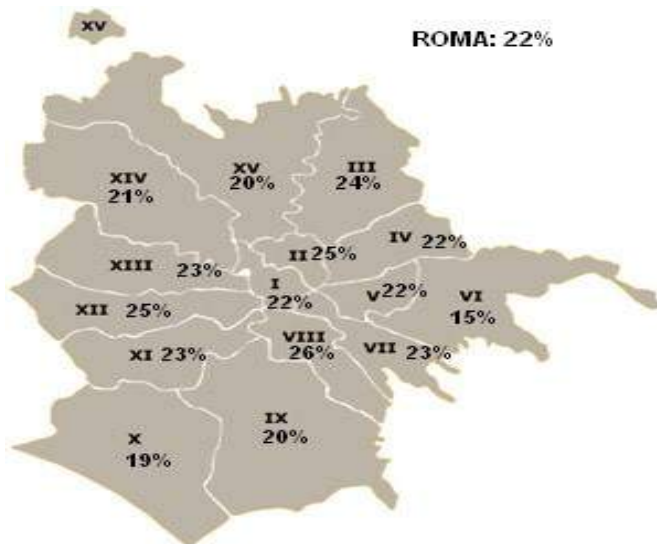 XV
ROMA: 22%
XIV
21%
XV
20%
III
24%
II 25%
IV 22%
XIII 23%
I
22%
V 22%
VI
15%
XII 25%
VIII
26%
XI 23%
VII 23%
IX
20%
X
19%